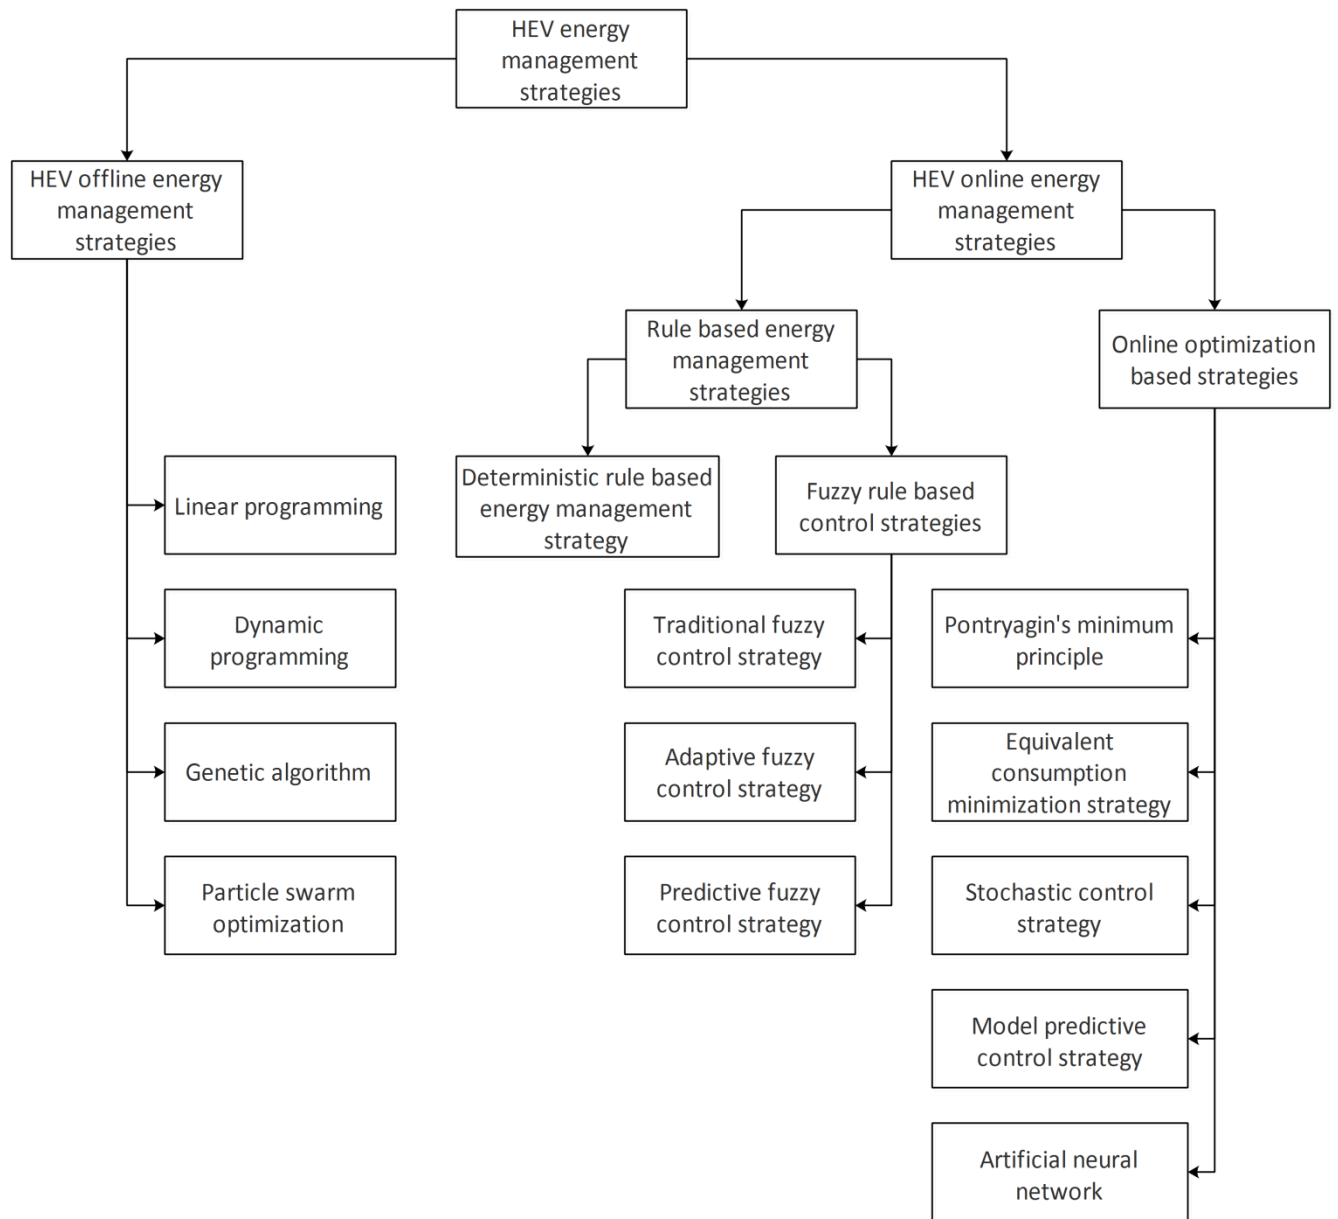 HEV energy
management
strategies
HEV offline energy
management
strategies
HEV online energy
management
strategies
Rule based energy
management
strategies
Online optimization
based strategies
Linear programming
Deterministic rule based
energy management
strategy
Fuzzy rule based
control strategies
Dynamic
programming
Traditional fuzzy
control strategy
Pontryagin's minimum
principle
Genetic algorithm
Adaptive fuzzy
control strategy
Equivalent
consumption
minimization strategy
Particle swarm
optimization
Predictive fuzzy
control strategy
Stochastic control
strategy
Model predictive
control strategy
Artificial neural
network